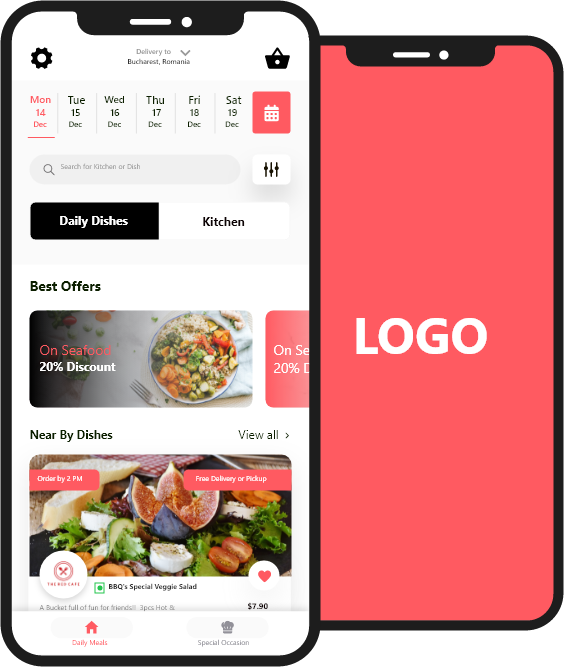 Delivery to
Bucharest, Romania
Mon Tue Wed Thu Fri Sat
14 15 16 17 18 19
Dec Dec Dec Dec Dec Dec
Search for Kitchen or Dish
Daily Dishes Kitchen
Best Offers
On Seafood On Se
20% Discount 20% D
Near By Dishes View all >
Order by 2 PM Free Delivery or Pickup
THE RED CAFE
BBQ's Special Veggie Salad
A Bucket full of fun for friends!! 3pcs Hot & $7.90
Daily Meals Special Occasion
LOGO